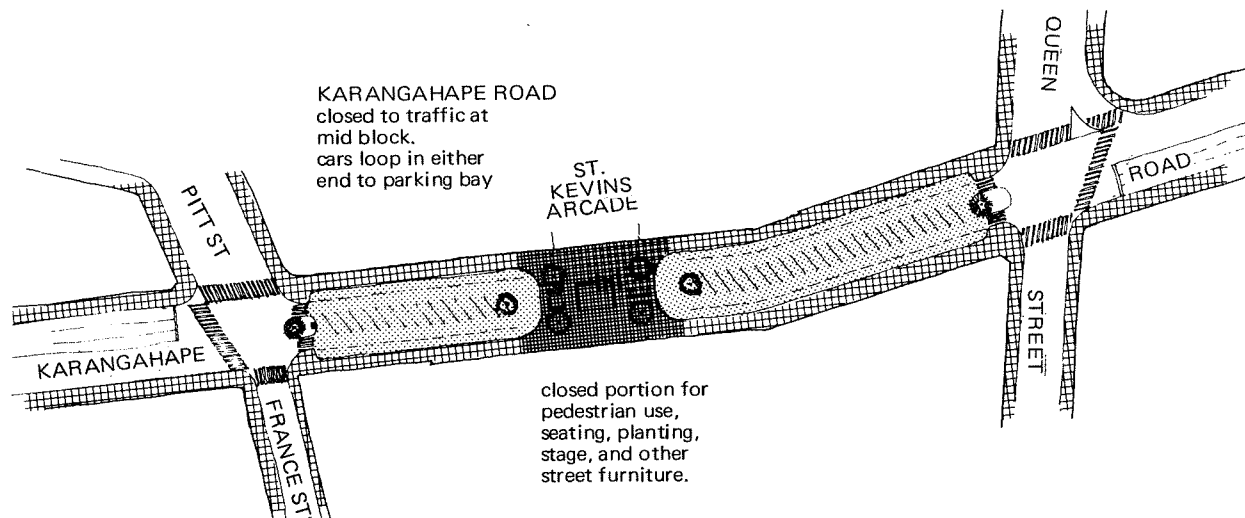 KARANGAHAPE ROAD
closed to traffic at
mid block.
cars loop in either
end to parking bay
ST.
KEVINS
ARCADE
QUEEN
ROAD
PITT ST
KARANGAHAPE
FRANCE ST
STREET
closed portion for
pedestrian use,
seating, planting,
stage, and other
street furniture.